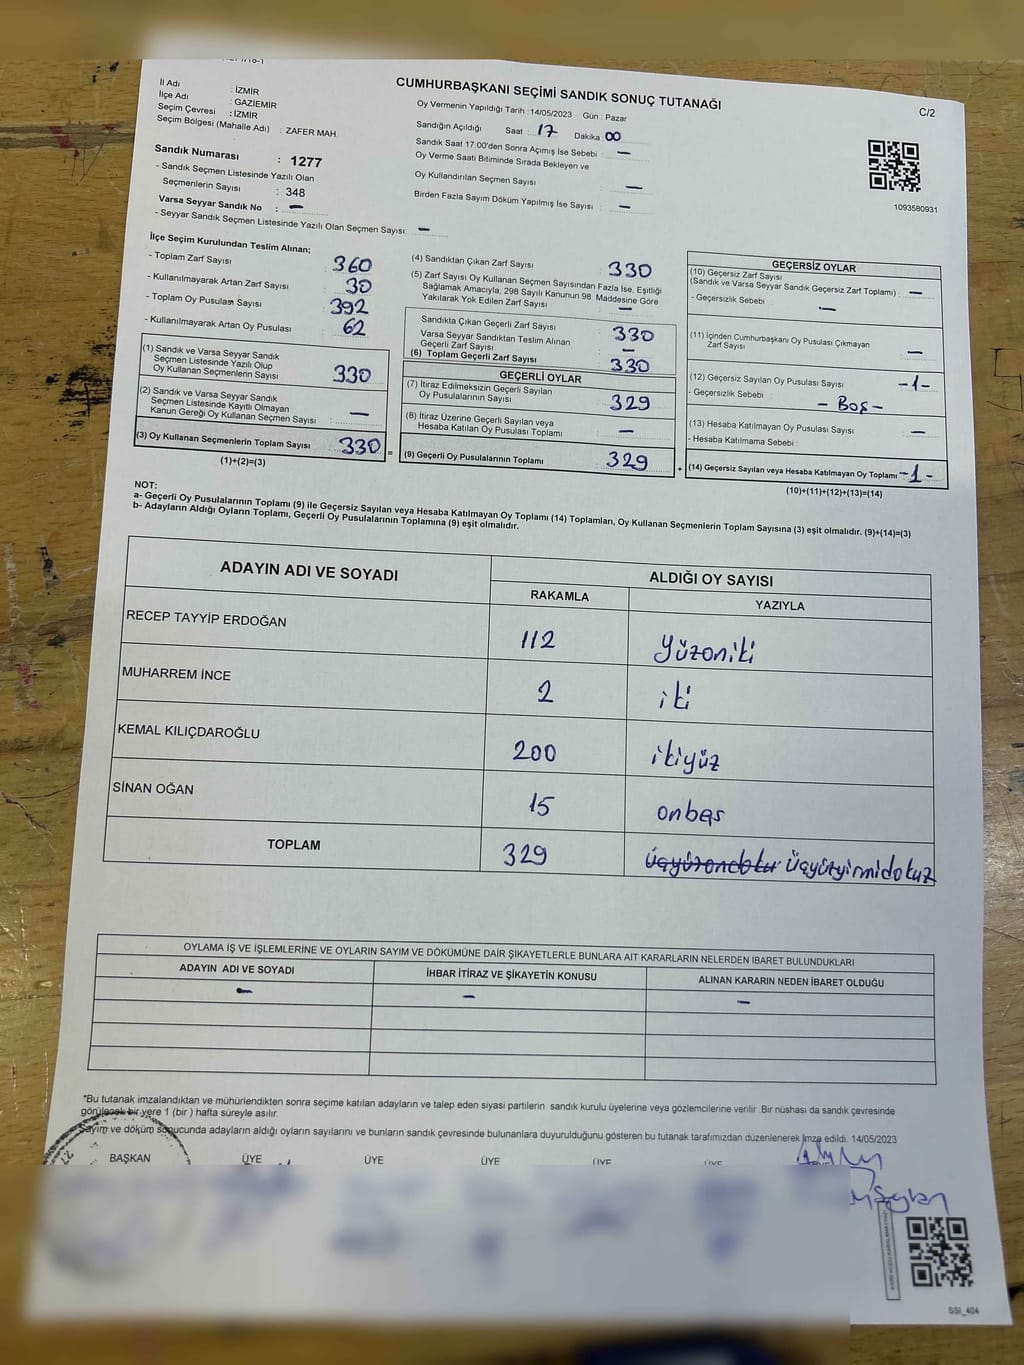 CUMHURBAŞKANI SEÇİMİ SANDIK SONUÇ TUTANAĞI
C/2
İl Adı : İZMİR
İlçe Adı : GAZİEMİR
Seçim Çevresi : İZMİR
Seçim Bölgesi (Mahalle Adı) : ZAFER MAH.
Sandık Numarası : 1277
- Sandık Seçmen Listesinde Yazılı Olan
Seçmenlerin Sayısı : 348
Varsa Seyyar Sandık No : –
- Seyyar Sandık Seçmen Listesinde Yazılı Olan Seçmen Sayısı: –
Oy Vermenin Yapıldığı Tarih : 14/05/2023 Gün : Pazar
Sandığın Açıldığı Saat : 17 Dakika 00
Sandık Saat 17:00'den Sonra Açımış İse Sebebi : –
Oy Verme Saati Bitiminde Sırada Bekleyen ve
Oy Kullandırılan Seçmen Sayısı : –
Birden Fazla Sayım Döküm Yapılmış İse Sayısı : –
1093580931
İlçe Seçim Kurulundan Teslim Alınan;
- Toplam Zarf Sayısı : 360
- Kullanılmayarak Artan Zarf Sayısı : 30
- Toplam Oy Pusulası Sayısı : 392
- Kullanılmayarak Artan Oy Pusulası : 62
(1) Sandık ve Varsa Seyyar Sandık
Seçmen Listesinde Yazılı Olup
Oy Kullanan Seçmenlerin Sayısı : 330
(2) Sandık ve Varsa Seyyar Sandık
Seçmen Listesinde Kayıtlı Olmayan
Kanun Gereği Oy Kullanan Seçmen Sayısı : –
(3) Oy Kullanan Seçmenlerin Toplam Sayısı : 330 =
(1)+(2)=(3)
(4) Sandıktan Çıkan Zarf Sayısı : 330
(5) Zarf Sayısı Oy Kullanan Seçmen Sayısından Fazla İse, Eşitliği
Sağlamak Amacıyla, 298 Sayılı Kanunun 98. Maddesine Göre
Yakılarak Yok Edilen Zarf Sayısı : –
Sandıkta Çıkan Geçerli Zarf Sayısı : 330
Varsa Seyyar Sandıktan Teslim Alınan
Geçerli Zarf Sayısı : –
(6) Toplam Geçerli Zarf Sayısı : 330
GEÇERLİ OYLAR
(7) İtiraz Edilmeksizin Geçerli Sayılan
Oy Pusulalarının Sayısı : 329
(8) İtiraz Üzerine Geçerli Sayılan veya
Hesaba Katılan Oy Pusulası Toplamı : –
(9) Geçerli Oy Pusulalarının Toplamı : 329 +
GEÇERSİZ OYLAR
(10) Geçersiz Zarf Sayısı
(Sandık ve Varsa Seyyar Sandık Geçersiz Zarf Toplamı) : –
- Geçersizlik Sebebi : –
(11) İçinden Cumhurbaşkanı Oy Pusulası Çıkmayan
Zarf Sayısı : –
(12) Geçersiz Sayılan Oy Pusulası Sayısı : -1-
- Geçersizlik Sebebi : - Boş -
(13) Hesaba Katılmayan Oy Pusulası Sayısı : –
- Hesaba Katılmama Sebebi :
(14) Geçersiz Sayılan veya Hesaba Katılmayan Oy Toplamı -1-
(10)+(11)+(12)+(13)=(14)
NOT:
a- Geçerli Oy Pusulalarının Toplamı (9) ile Geçersiz Sayılan veya Hesaba Katılmayan Oy Toplamı (14) Toplamları, Oy Kullanan Seçmenlerin Toplam Sayısına (3) eşit olmalıdır. (9)+(14)=(3)
b- Adayların Aldığı Oyların Toplamı, Geçerli Oy Pusulalarının Toplamına (9) eşit olmalıdır.
ADAYIN ADI VE SOYADI
ALDIĞI OY SAYISI
RAKAMLA YAZIYLA
RECEP TAYYİP ERDOĞAN 112 Yüzoniki
MUHARREM İNCE 2 iki
KEMAL KILIÇDAROĞLU 200 ikiyüz
SİNAN OĞAN 15 onbeş
TOPLAM 329 Üçyüzyirmidokuz
OYLAMA İŞ VE İŞLEMLERİNE VE OYLARIN SAYIM VE DÖKÜMÜNE DAİR ŞİKAYETLERLE BUNLARA AİT KARARLARIN NELERDEN İBARET BULUNDUKLARI
ADAYIN ADI VE SOYADI İHBAR İTİRAZ VE ŞİKAYETİN KONUSU ALINAN KARARIN NEDEN İBARET OLDUĞU
– – –
*Bu tutanak imzalandıktan ve mühürlendikten sonra seçime katılan adayların ve talep eden siyasi partilerin sandık kurulu üyelerine veya gözlemcilerine verilir. Bir nüshası da sandık çevresinde
görülecek bir yere 1 (bir ) hafta süreyle asılır.
Sayım ve döküm sonucunda adayların aldığı oyların sayılarını ve bunların sandık çevresinde bulunanlara duyurulduğunu gösteren bu tutanak tarafımızdan düzenlenerek imza edildi. 14/05/2023
BAŞKAN ÜYE ÜYE ÜYE ÜYE ÜYE
SSI_404